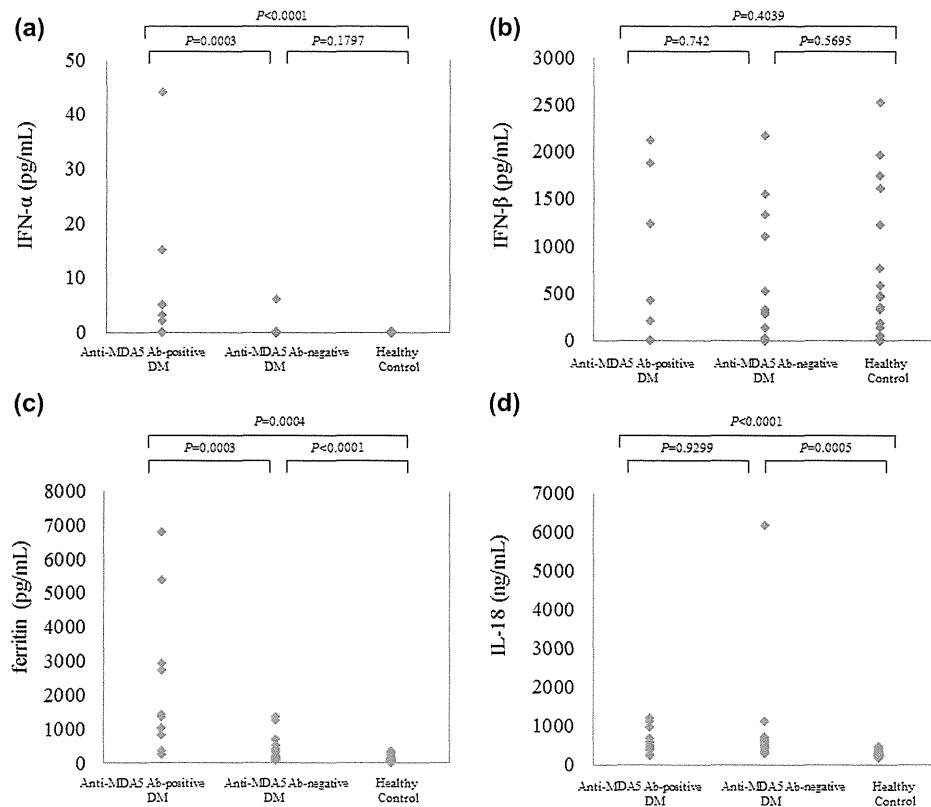 (a)
P<0.0001
P=0.0003 P=0.1797
50
40
30
20
10
0
IFN-α (pg/mL)
Anti-MDA5 Ab-positive Anti-MDA5 Ab-negative Healthy
DM DM Control
(b)
P=0.4039
P=0.742 P=0.5695
3000
2500
2000
1500
1000
500
0
IFN-β (pg/mL)
Anti-MDA5 Ab-positive Anti-MDA5 Ab-negative Healthy
DM DM Control
(c)
P=0.0004
P=0.0003 P<0.0001
8000
7000
6000
5000
4000
3000
2000
1000
0
ferritin (pg/mL)
Anti-MDA5 Ab-positive Anti-MDA5 Ab-negative Healthy
DM DM Control
(d)
P<0.0001
P=0.9299 P=0.0005
7000
6000
5000
4000
3000
2000
1000
0
IL-18 (ng/mL)
Anti-MDA5 Ab-positive Anti-MDA5 Ab-negative Healthy
DM DM Control